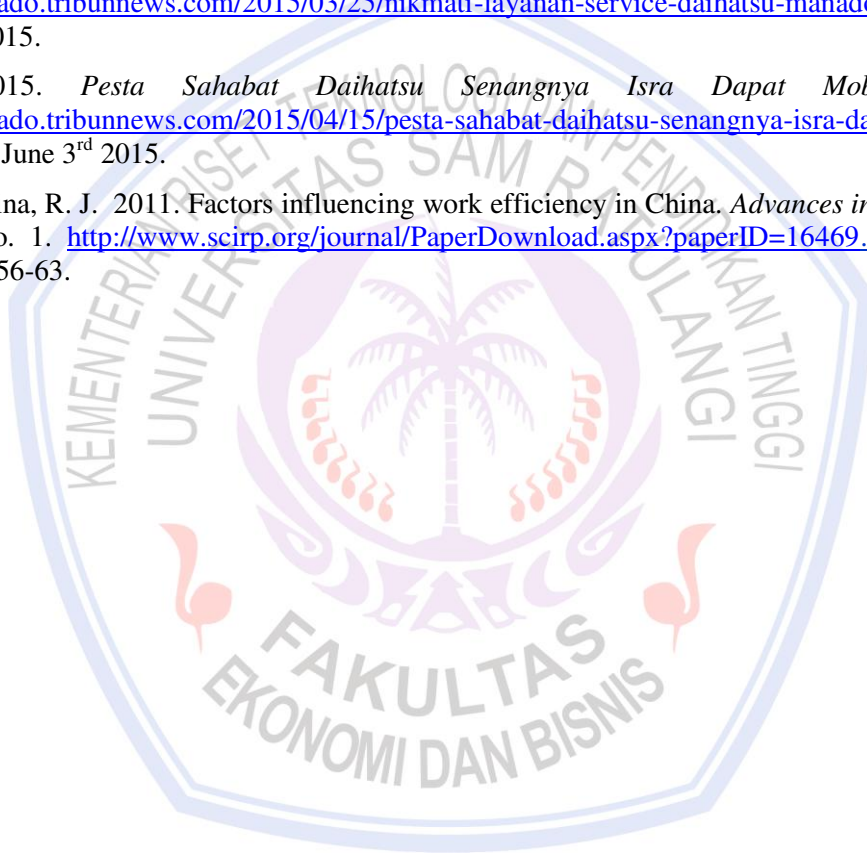 ado.tribunnews.com/2015/03/25/nikmati-layanan-service-daihatsu-manado
015.
015. Pesta Sahabat Daihatsu Senangnya Isra Dapat Mob
ado.tribunnews.com/2015/04/15/pesta-sahabat-daihatsu-senangnya-isra-da
June 3rd 2015.
ina, R. J. 2011. Factors influencing work efficiency in China. Advances in
o. 1. http://www.scirp.org/journal/PaperDownload.aspx?paperID=16469.
56-63.
KEMENTERIAN RISET TEKNOLOGI DAN PENDIDIKAN TINGGI
UNIVERSITAS SAM RATULANGI
FAKULTAS
EKONOMI DAN BISNIS